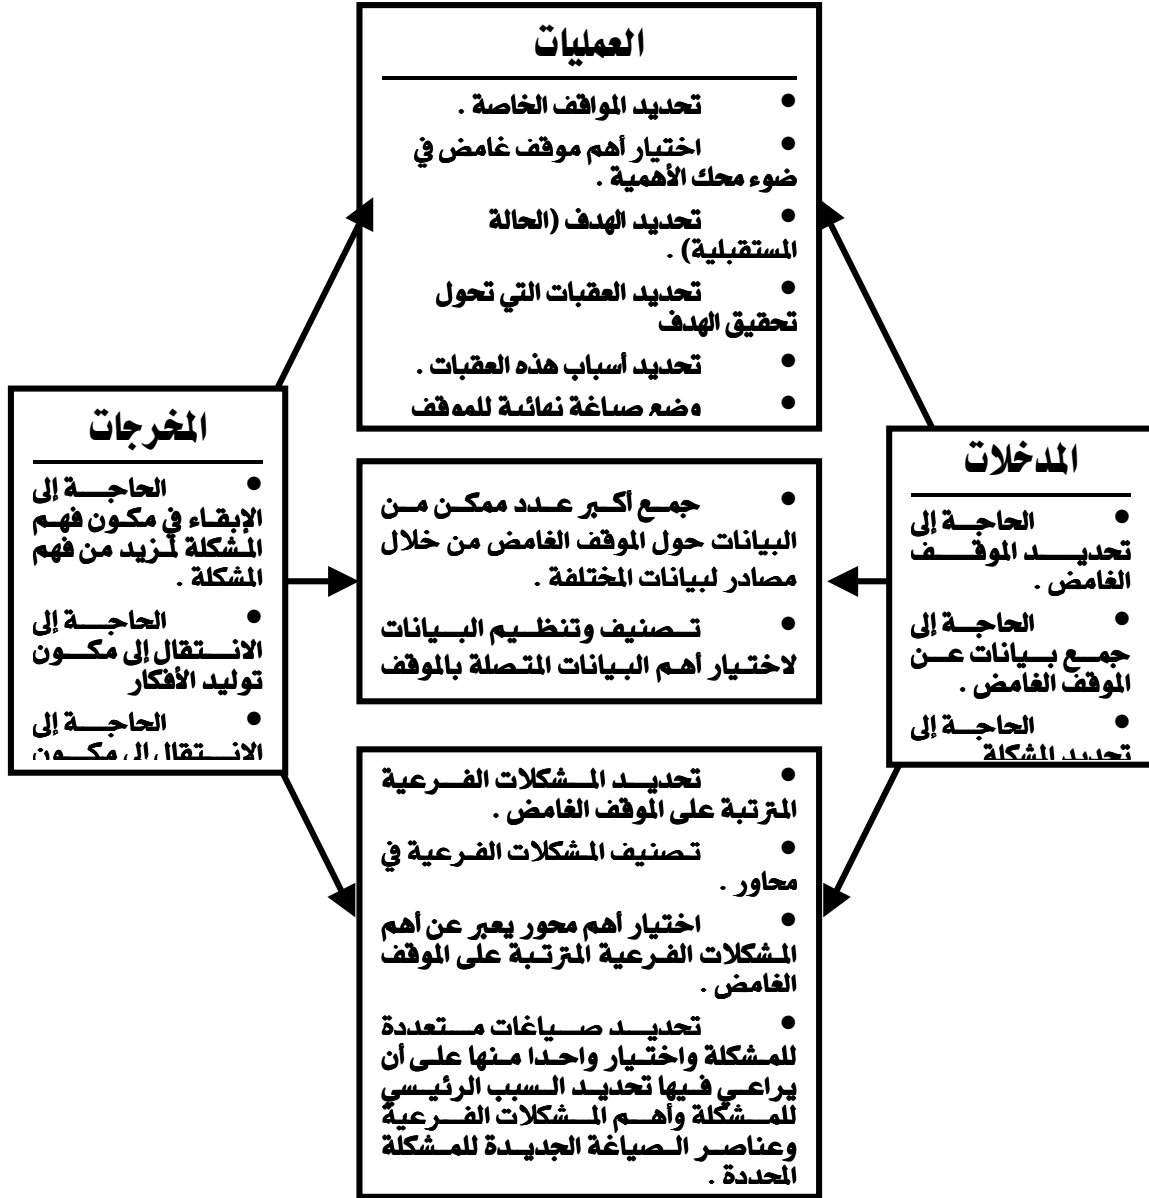 العمليات
• تحديد المواقف الخاصة .
• اختيار أهم موقف غامض في
ضوء محك الأهمية .
• تحديد الهدف (الحالة
المستقبلية) .
• تحديد العقبات التي تحول
تحقيق الهدف
• تحديد أسباب هذه العقبات .
• وضع صياغة نهائية للموقف
المدخلات
• الحاجة إلى
تحديد الموقف
الغامض .
• الحاجة إلى
جمع بيانات عن
الموقف الغامض .
• الحاجة إلى
تحديد المشكلة
• جمع أكبر عدد ممكن من
البيانات حول الموقف الغامض من خلال
مصادر لبيانات المختلفة .
• تصنيف وتنظيم البيانات
لاختيار أهم البيانات المتصلة بالموقف
المخرجات
• الحاجة إلى
الإبقاء في مكون فهم
المشكلة لمزيد من فهم
المشكلة .
• الحاجة إلى
الانتقال إلى مكون
توليد الأفكار
• الحاجة إلى
الانتقال إلى مكون
• تحديد المشكلات الفرعية
المترتبة على الموقف الغامض .
• تصنيف المشكلات الفرعية في
محاور .
• اختيار أهم محور يعبر عن أهم
المشكلات الفرعية المترتبة على الموقف
الغامض .
• تحديد صياغات متعددة
للمشكلة واختيار واحدا منها على أن
يراعي فيها تحديد السبب الرئيسي
للمشكلة وأهم المشكلات الفرعية
وعناصر الصياغة الجديدة للمشكلة
المحددة .